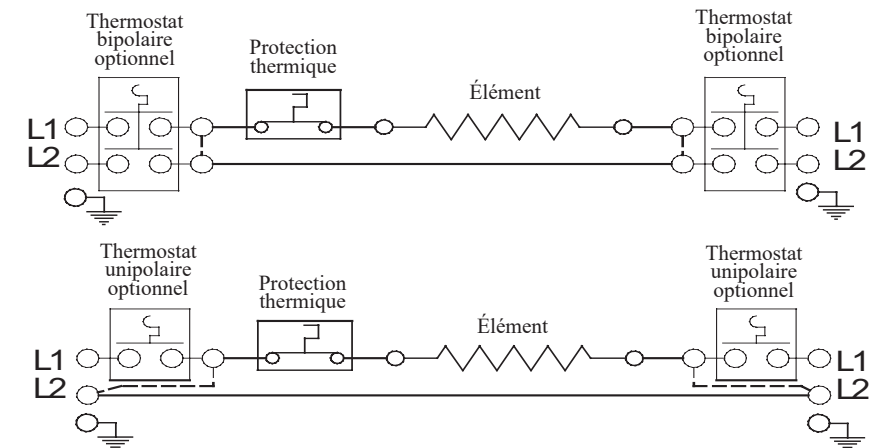 Thermostat
bipolaire
optionnel
Protection
thermique
Élément
Thermostat
bipolaire
optionnel
L1
L2
L1
L2
Thermostat
unipolaire
optionnel
Protection
thermique
Élément
Thermostat
unipolaire
optionnel
L1
L2
L1
L2